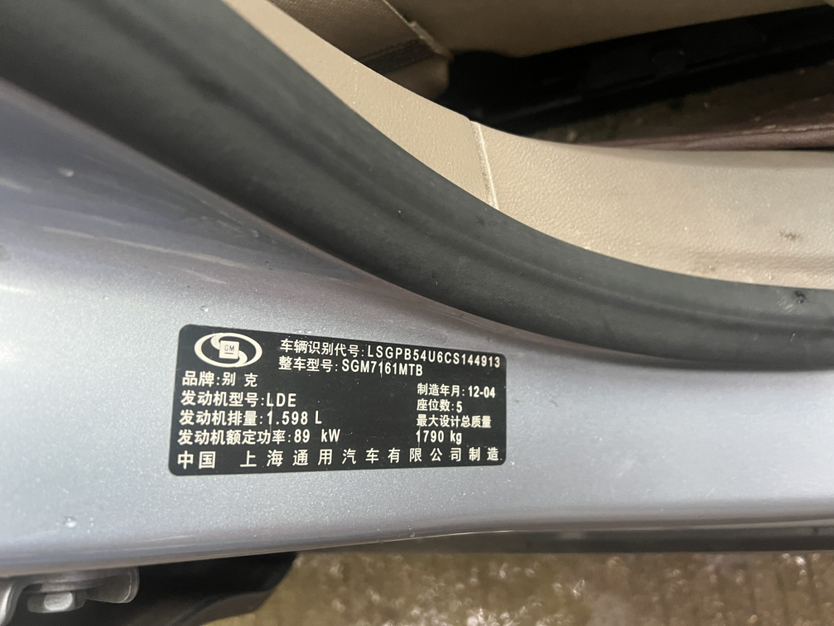 GM
车辆识别代号:LSGPB54U6CS144913
整车型号:SGM7161MTB
品牌:别 克
制造年月:12-04
发动机型号:LDE
座位数:5
发动机排量:1.598 L
最大设计总质量
发动机额定功率:89 kW
1790 kg
中国 上海通用汽车有限公司制造